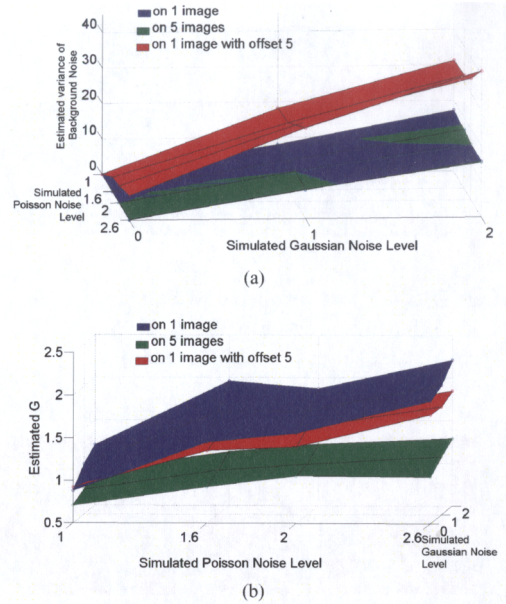 on 1 image
on 5 images
on 1 image with offset 5
40
30
20
10
0
Estimated variance of
Background Noise
1
1.6
2
2.6
Simulated
Poisson Noise
Level
0
1
2
Simulated Gaussian Noise Level
(a)
on 1 image
on 5 images
on 1 image with offset 5
2.5
2
1.5
1
0.5
Estimated G
1
1.6
2
2.6
Simulated Poisson Noise Level
0
1
2
Simulated
Gaussian Noise
Level
(b)